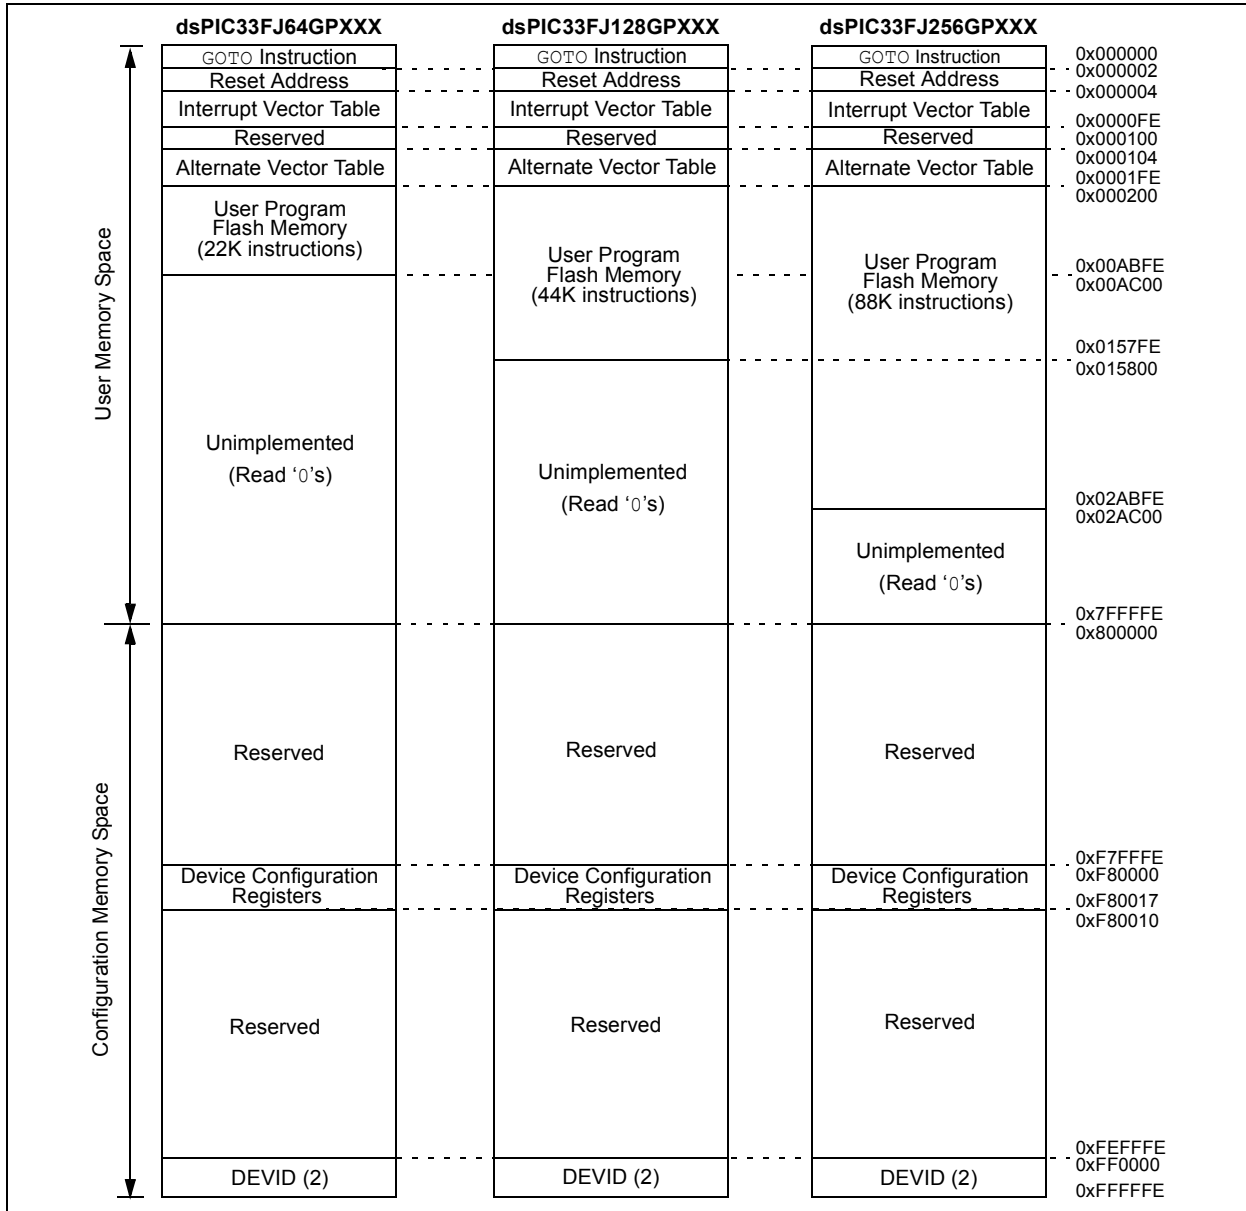 dsPIC33FJ64GPXXX
dsPIC33FJ128GPXXX
dsPIC33FJ256GPXXX
User Memory Space
Configuration Memory Space
GOTO Instruction
Reset Address
Interrupt Vector Table
Reserved
Alternate Vector Table
User Program
Flash Memory
(22K instructions)
Unimplemented
(Read ‘0’s)
Reserved
Device Configuration
Registers
Reserved
DEVID (2)
GOTO Instruction
Reset Address
Interrupt Vector Table
Reserved
Alternate Vector Table
User Program
Flash Memory
(44K instructions)
Unimplemented
(Read ‘0’s)
Reserved
Device Configuration
Registers
Reserved
DEVID (2)
GOTO Instruction
Reset Address
Interrupt Vector Table
Reserved
Alternate Vector Table
User Program
Flash Memory
(88K instructions)
Unimplemented
(Read ‘0’s)
Reserved
Device Configuration
Registers
Reserved
DEVID (2)
0x000000
0x000002
0x000004
0x0000FE
0x000100
0x000104
0x0001FE
0x000200
0x00ABFE
0x00AC00
0x0157FE
0x015800
0x02ABFE
0x02AC00
0x7FFFFE
0x800000
0xF7FFFE
0xF80000
0xF80017
0xF80010
0xFEFFFE
0xFF0000
0xFFFFFE